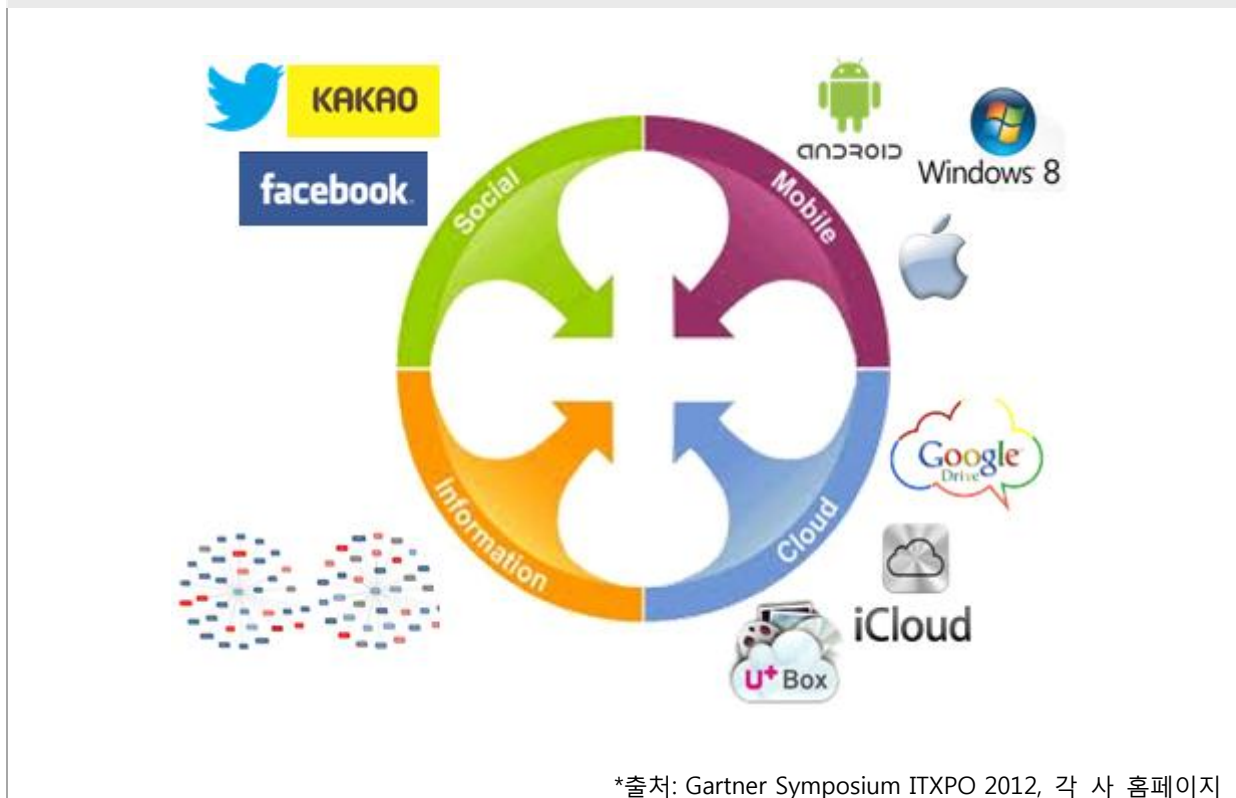 KAKAO
facebook
ANDROID
Windows 8
Social
Mobile
Information
Cloud
Google
Drive
iCloud
U+ Box
*출처: Gartner Symposium ITXPO 2012, 각 사 홈페이지